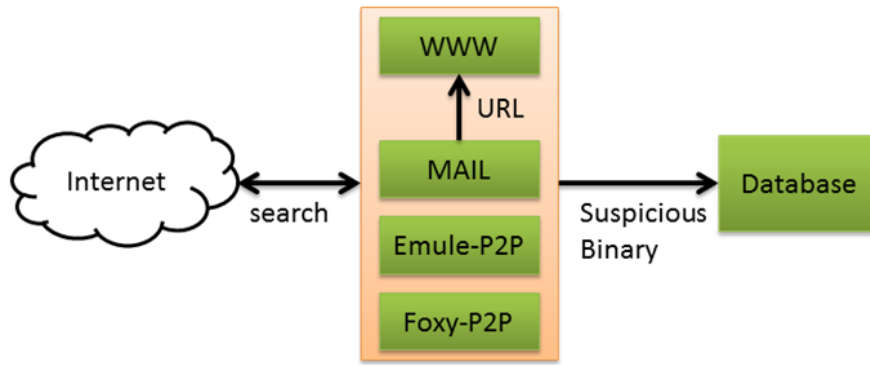 WWW
URL
MAIL
Internet
search
Emule-P2P
Foxy-P2P
Suspicious
Binary
Database